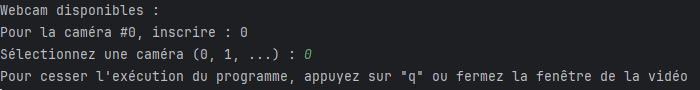 Webcam disponibles :
Pour la caméra #0, inscrire : 0
Sélectionnez une caméra (0, 1, ...) : 0
Pour cesser l'exécution du programme, appuyez sur "q" ou fermez la fenêtre de la vidéo